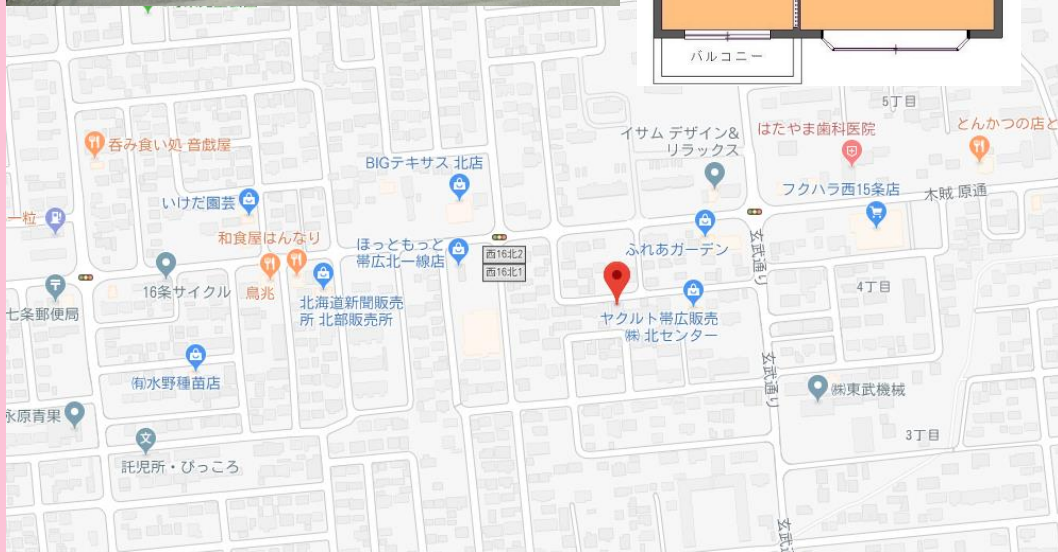 バルコニー
5丁目
呑み食い処 音戯屋
イサム デザイン&
リラックス
はたやま歯科医院
とんかつの店と
BIGテキサス 北店
いけだ園芸
フクハラ西15条店
木賊 原通
一粒
和食屋はんなり
ほっともっと
帯広北一線店
西16北2
西16北1
ふれあガーデン
玄武通り
16条サイクル
鳥兆
北海道新聞販売
所 北部販売所
4丁目
七条郵便局
ヤクルト帯広販売
㈱ 北センター
㈲水野種苗店
玄武通り
㈱東武機械
永原青果
3丁目
託児所・ぴっころ
玄武通